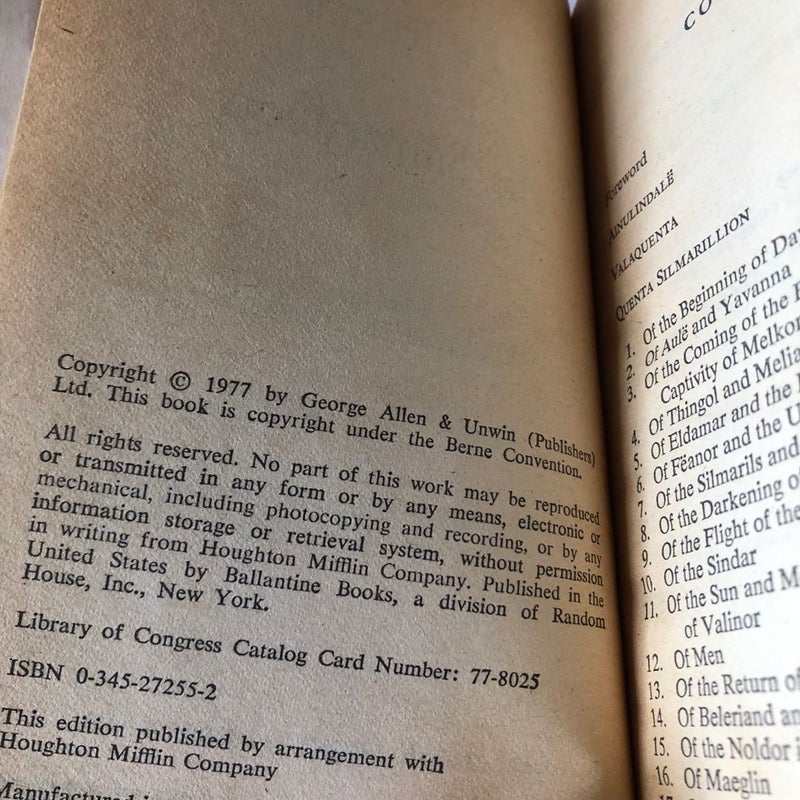 Copyright © 1977 by George Allen & Unwin (Publishers)
Ltd. This book is copyright under the Berne Convention.
All rights reserved. No part of this work may be reproduced
or transmitted in any form or by any means, electronic or
mechanical, including photocopying and recording, or by any
information storage or retrieval system, without permission
in writing from Houghton Mifflin Company. Published in the
United States by Ballantine Books, a division of Random
House, Inc., New York.
Library of Congress Catalog Card Number: 77-8025
ISBN 0-345-27255-2
This edition published by arrangement with
Houghton Mifflin Company
Manufactured
CO
Foreword
AINULINDALË
VALAQUENTA
QUENTA SILMARILLION
1. Of the Beginning of Da
2. Of Aulë and Yavanna
3. Of the Coming of the
Captivity of Melkor
4. Of Thingol and Melia
5. Of Eldamar and the
6. Of Fëanor and the U
7. Of the Silmarils and
8. Of the Darkening of
9. Of the Flight of the
10. Of the Sindar
11. Of the Sun and M
of Valinor
12. Of Men
13. Of the Return of
14. Of Beleriand an
15. Of the Noldor i
16. Of Maeglin